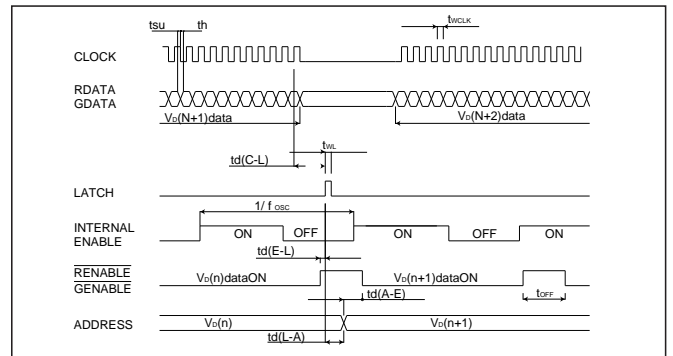 tsu th tWCLK
CLOCK
RDATA
GDATA
VD(N+1)data VD(N+2)data
tWL
td(C-L)
LATCH
1/ f OSC
INTERNAL
ENABLE
ON OFF ON OFF ON
td(E-L)
RENABLE
GENABLE
VD(n)dataON VD(n+1)dataON tOFF
td(A-E)
ADDRESS VD(n) VD(n+1)
td(L-A)